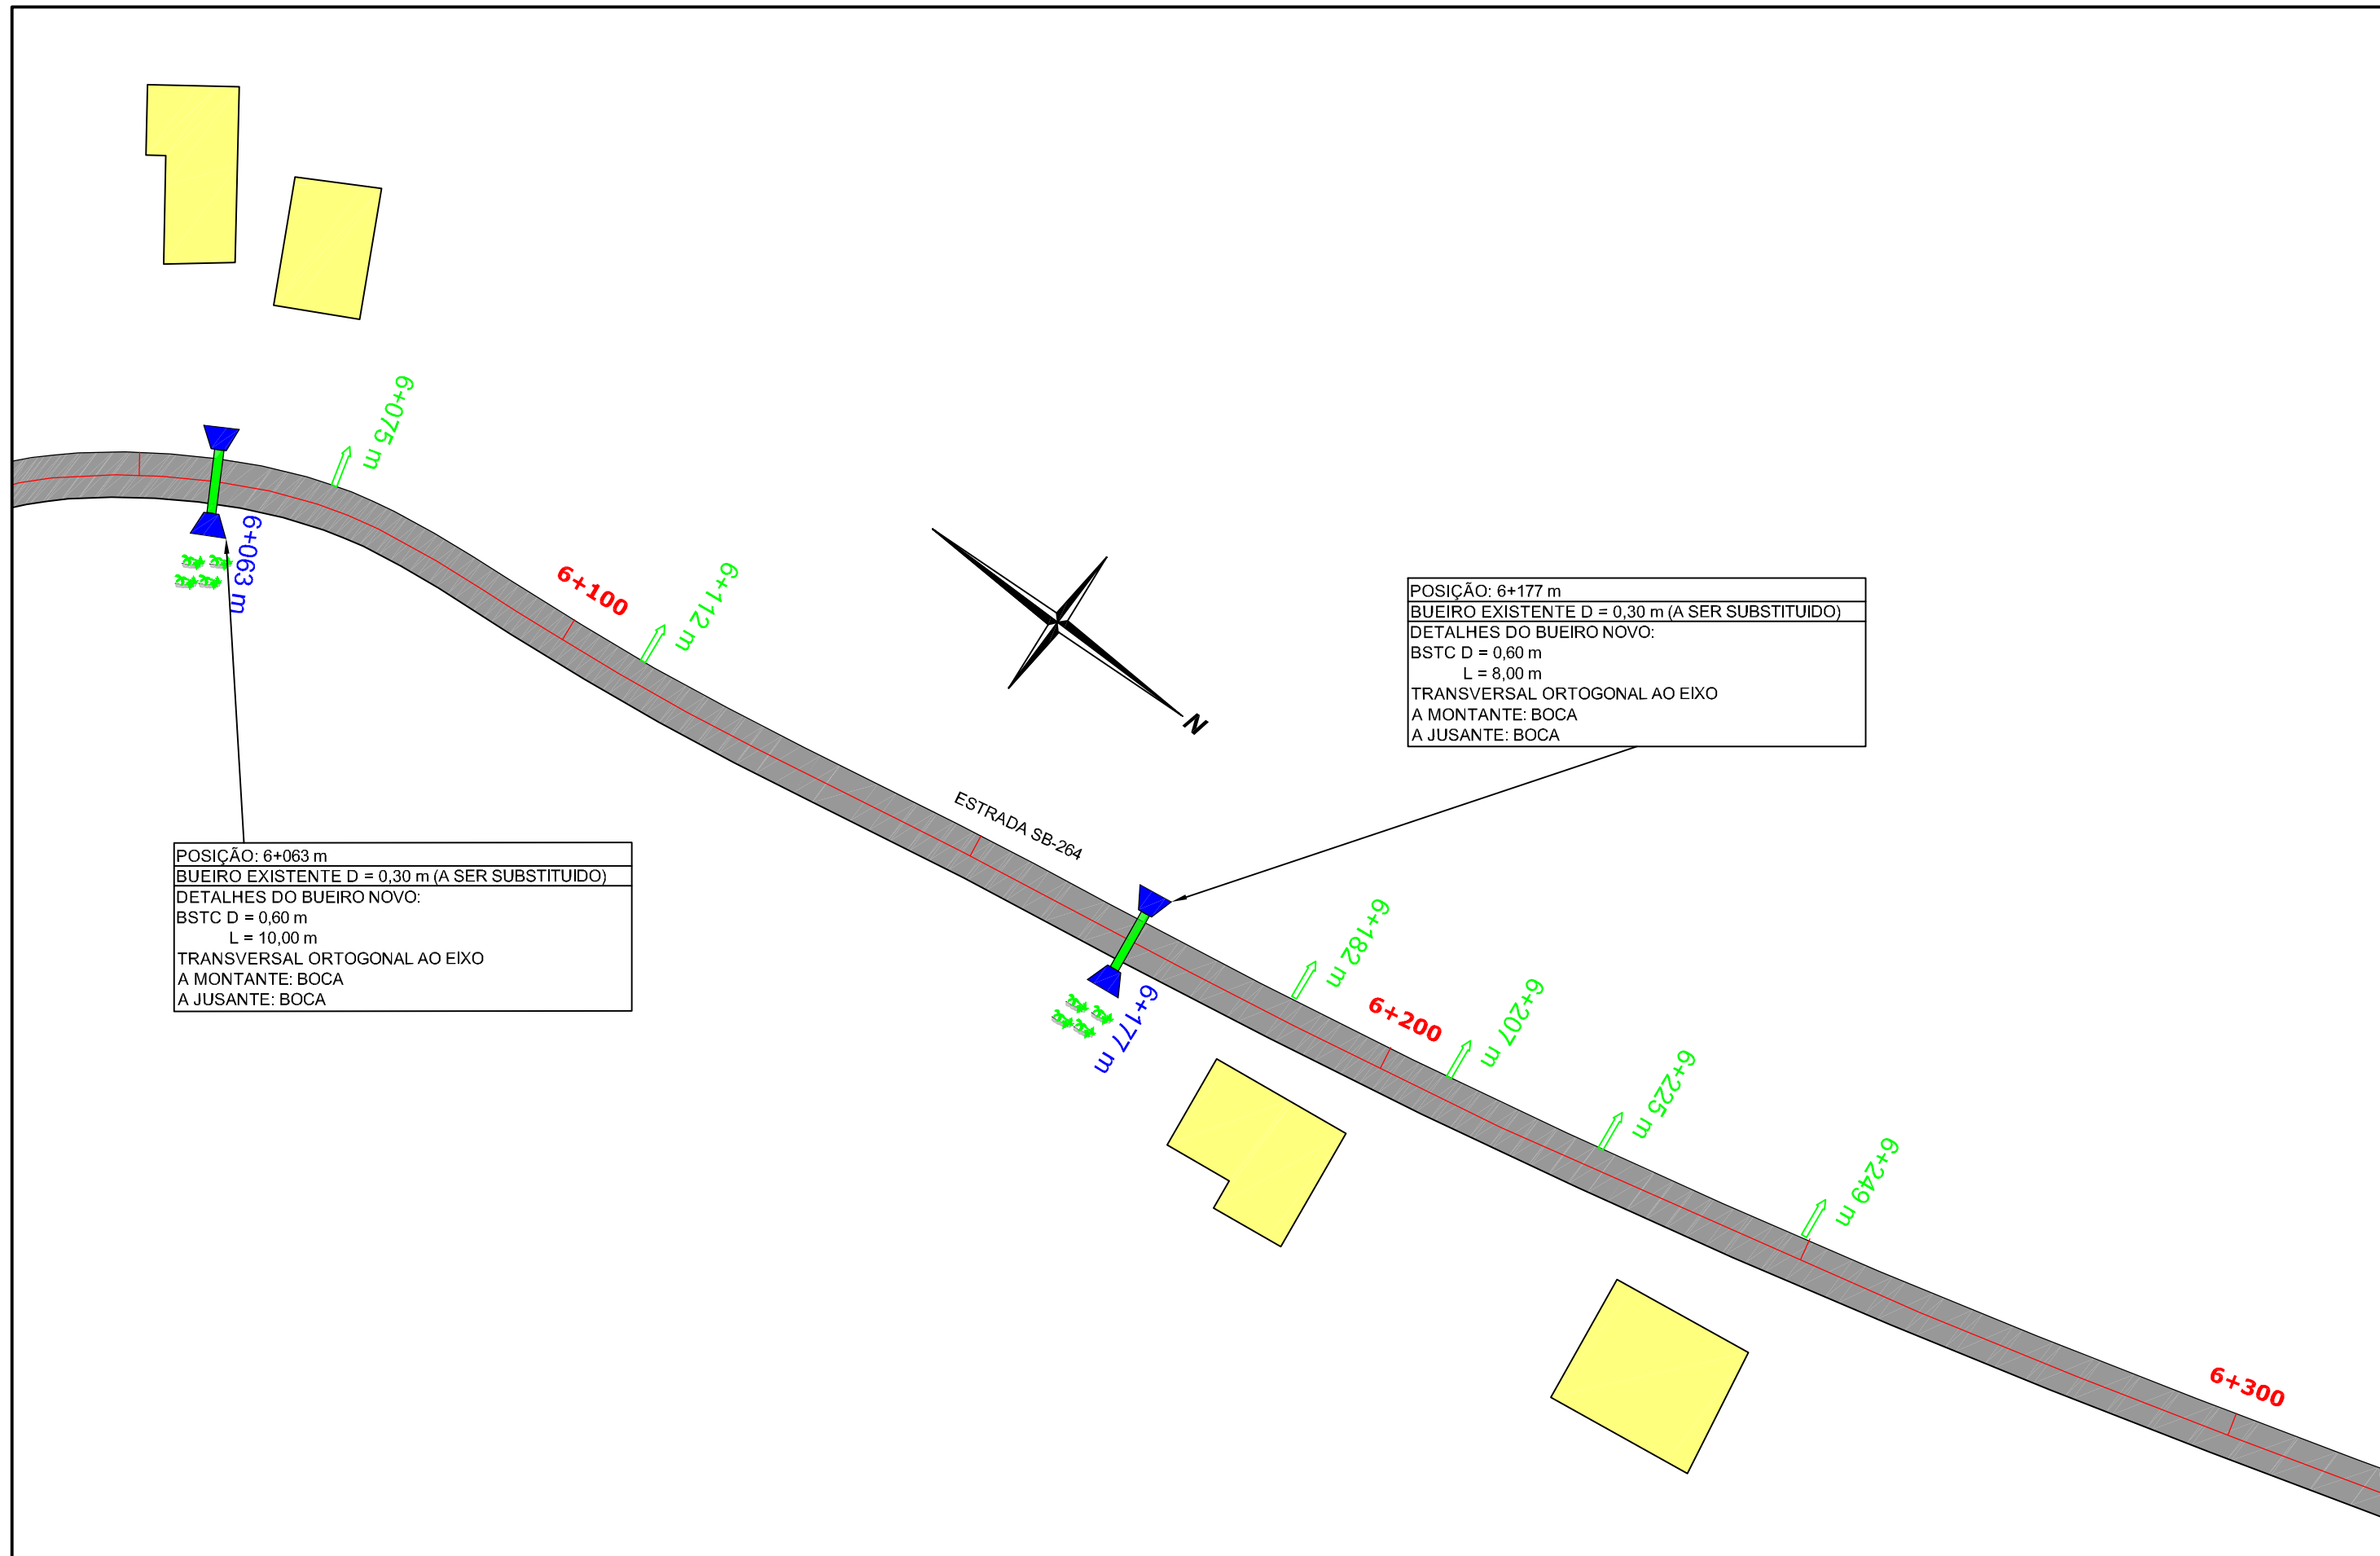 6+075 m
6+063 m
6+100
6+112 m
N
POSIÇÃO: 6+177 m
BUEIRO EXISTENTE D = 0,30 m (A SER SUBSTITUIDO)
DETALHES DO BUEIRO NOVO:
BSTC D = 0,60 m
L = 8,00 m
TRANSVERSAL ORTOGONAL AO EIXO
A MONTANTE: BOCA
A JUSANTE: BOCA
ESTRADA SB-264
POSIÇÃO: 6+063 m
BUEIRO EXISTENTE D = 0,30 m (A SER SUBSTITUIDO)
DETALHES DO BUEIRO NOVO:
BSTC D = 0,60 m
L = 10,00 m
TRANSVERSAL ORTOGONAL AO EIXO
A MONTANTE: BOCA
A JUSANTE: BOCA
6+177 m
6+182 m
6+200
6+207 m
6+225 m
6+249 m
6+300